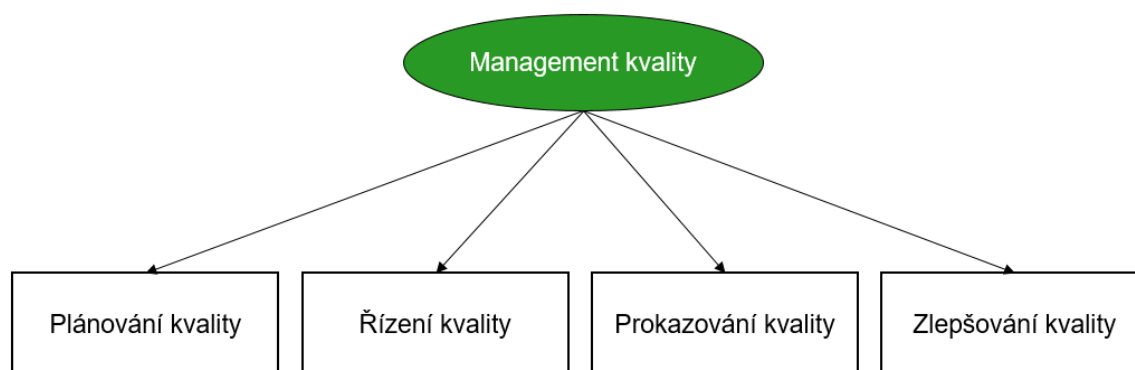 Management kvality
Plánování kvality
Řízení kvality
Prokazování kvality
Zlepšování kvality